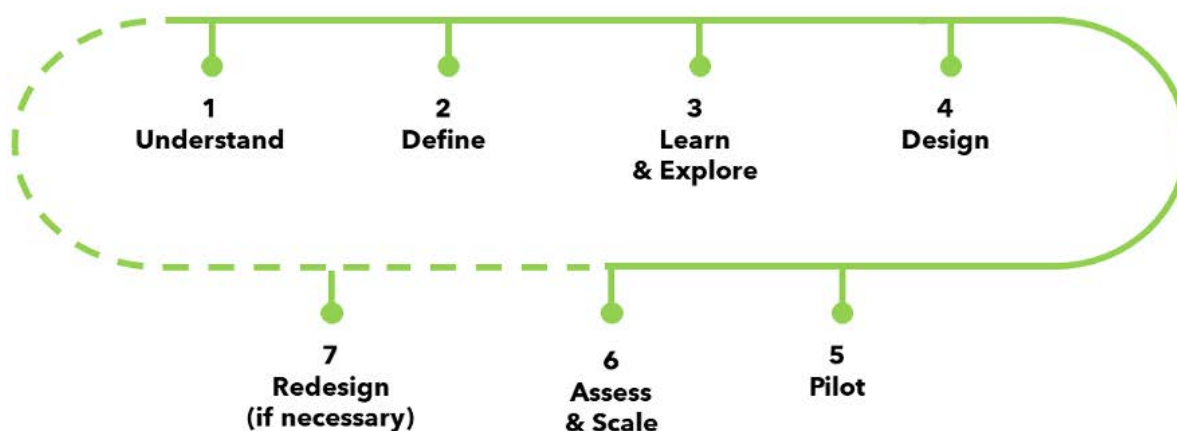 1
Understand
2
Define
3
Learn
& Explore
4
Design
5
Pilot
6
Assess
& Scale
7
Redesign
(if necessary)